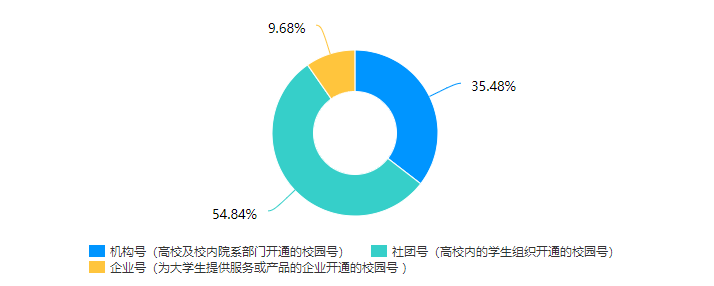 9.68%
35.48%
54.84%
机构号（高校及校内院系部门开通的校园号） 社团号（高校内的学生组织开通的校园号）
企业号（为大学生提供服务或产品的企业开通的校园号 ）